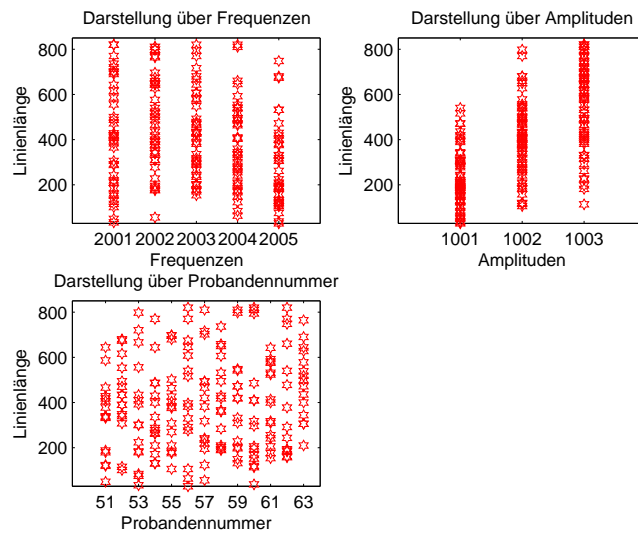 Darstellung über Frequenzen
800
600
400
200
Linienlänge
2001 2002 2003 2004 2005
Frequenzen
Darstellung über Amplituden
800
600
400
200
Linienlänge
1001 1002 1003
Amplituden
Darstellung über Probandennummer
800
600
400
200
Linienlänge
51 53 55 57 59 61 63
Probandennummer